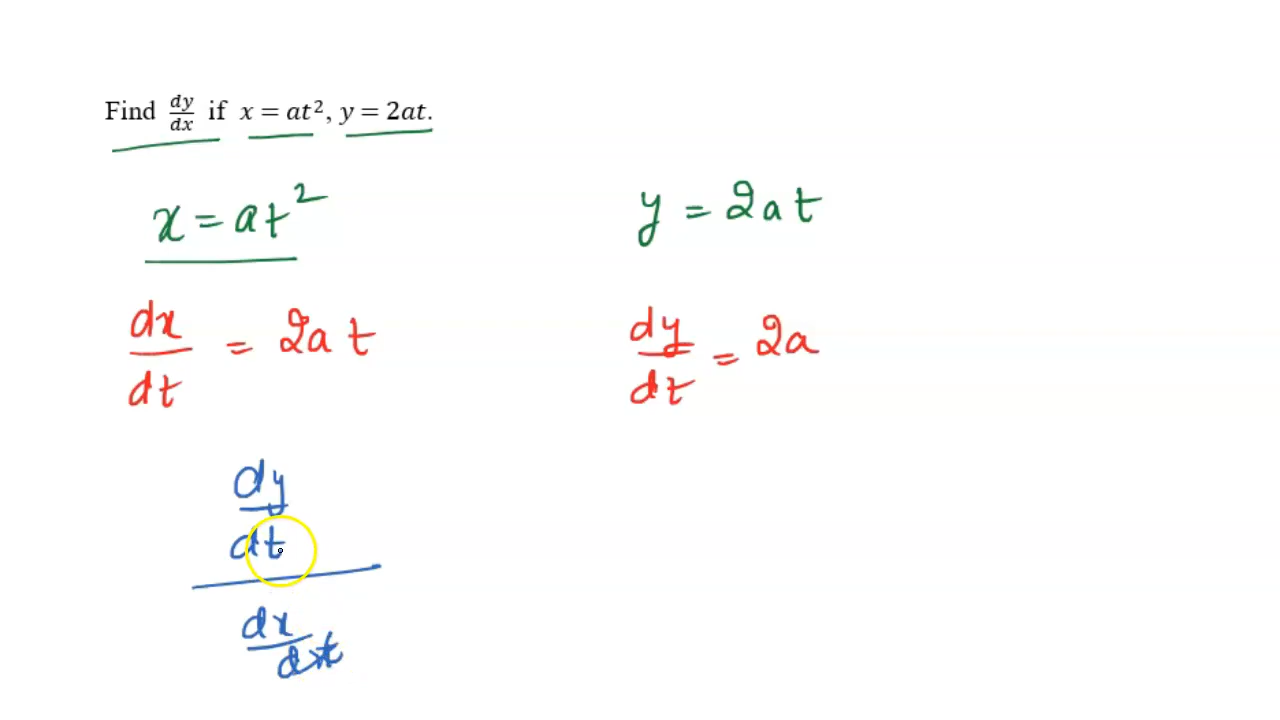 Find dy/dx if x = at², y = 2at.
x = at²
y = 2at
dx/dt = 2at
dy/dt = 2a
dy
dt
dx
dt